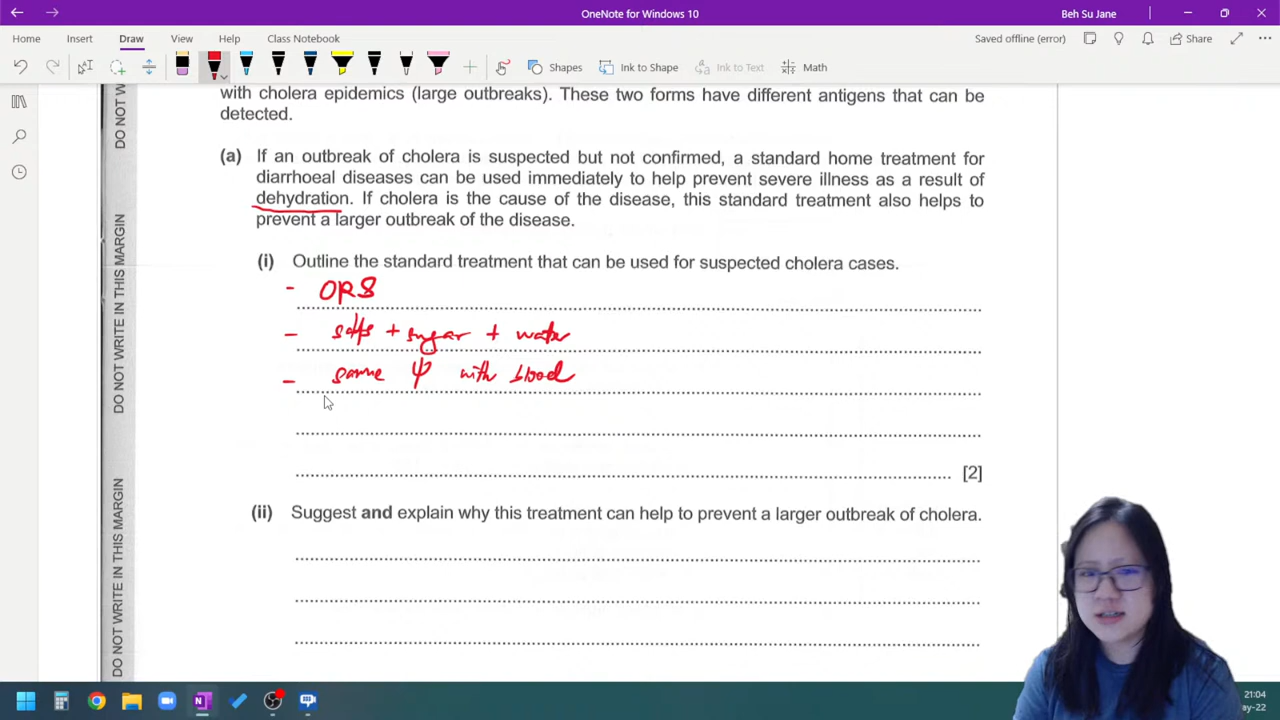 OneNote for Windows 10
Beh Su Jane
Home Insert Draw View Help Class Notebook
Saved offline (error) Share
Shapes Ink to Shape Ink to Text Math
DO NOT W
with cholera epidemics (large outbreaks). These two forms have different antigens that can be
detected.
(a) If an outbreak of cholera is suspected but not confirmed, a standard home treatment for
diarrhoeal diseases can be used immediately to help prevent severe illness as a result of
dehydration. If cholera is the cause of the disease, this standard treatment also helps to
prevent a larger outbreak of the disease.
DO NOT WRITE IN THIS MARGIN
(i) Outline the standard treatment that can be used for suspected cholera cases.
- ORS
- salts + sugar + water
- same ψ with blood
[2]
DO NOT WRITE IN THIS MARGIN
(ii) Suggest and explain why this treatment can help to prevent a larger outbreak of cholera.
21:04
ay-22